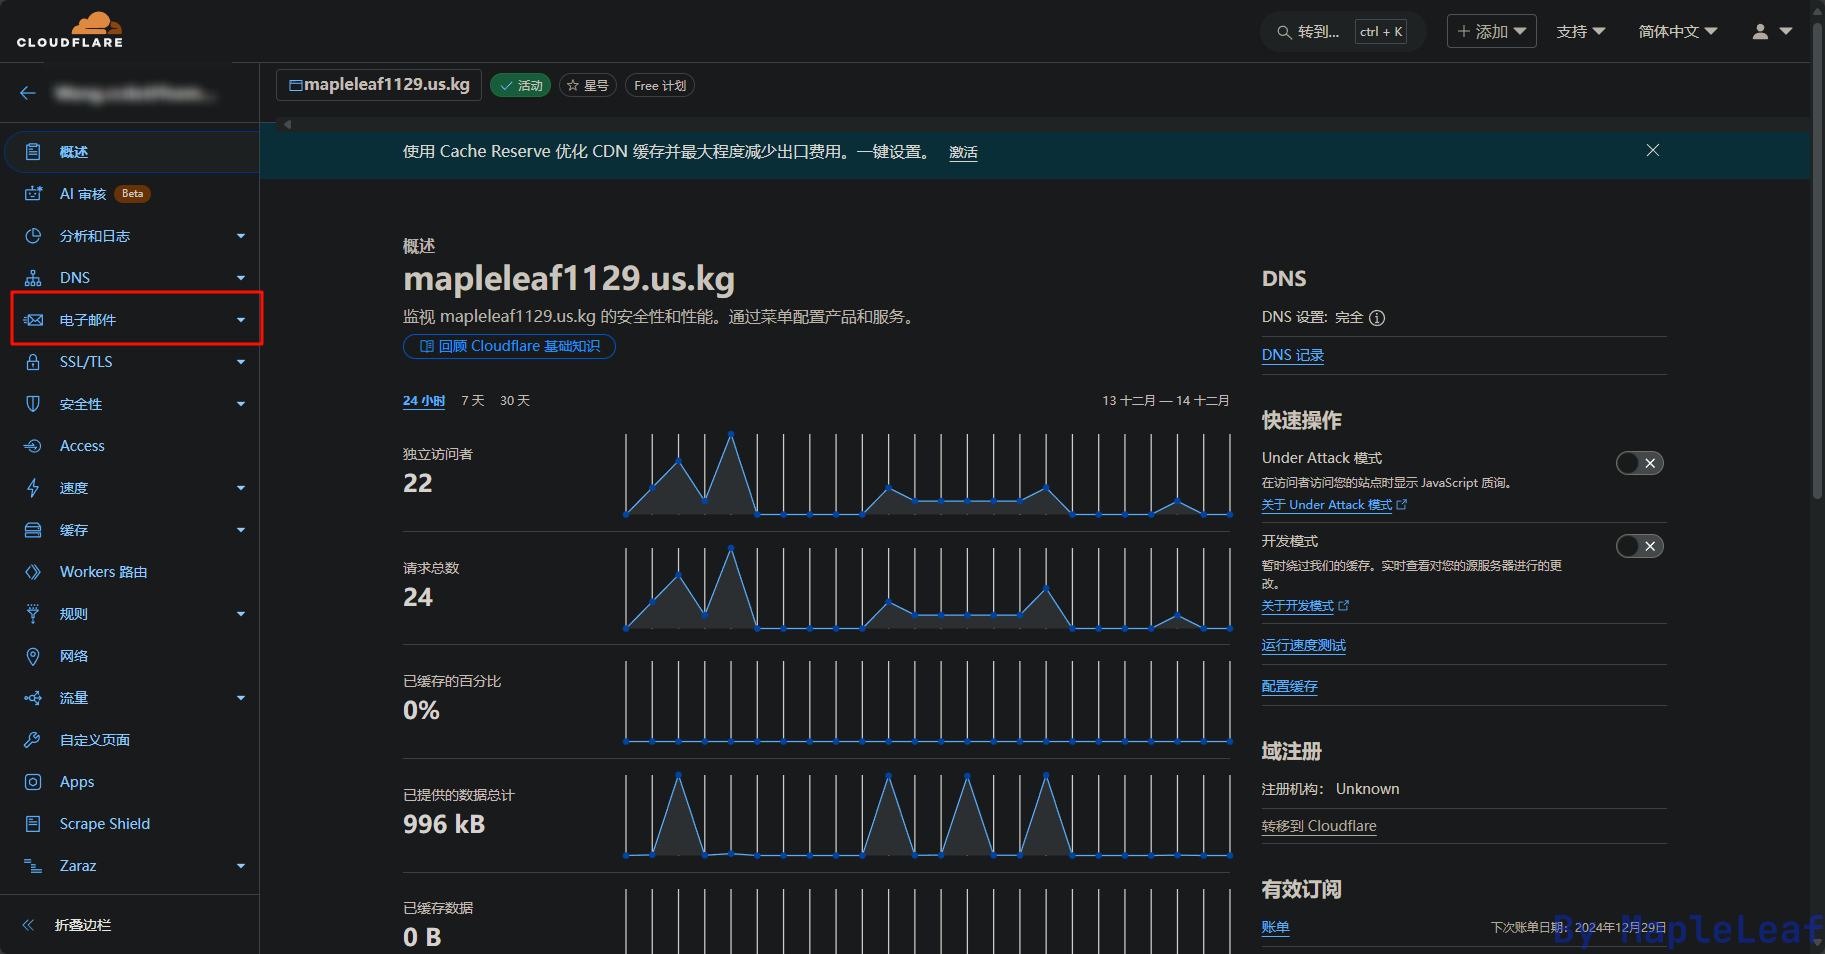 CLOUDFLARE
转到... ctrl + K
添加
支持
简体中文
mapleleaf1129.us.kg
活动
星号
Free 计划
使用 Cache Reserve 优化 CDN 缓存并最大程度减少出口费用。一键设置。 激活
概述
AI 审核 Beta
分析和日志
DNS
电子邮件
SSL/TLS
安全性
Access
速度
缓存
Workers 路由
规则
网络
流量
自定义页面
Apps
Scrape Shield
Zaraz
折叠边栏
概述
mapleleaf1129.us.kg
监视 mapleleaf1129.us.kg 的安全性和性能。通过菜单配置产品和服务。
回顾 Cloudflare 基础知识
24 小时 7 天 30 天
13 十二月 — 14 十二月
独立访问者
22
请求总数
24
已缓存的百分比
0%
已提供的数据总计
996 kB
已缓存数据
0 B
DNS
DNS 设置: 完全
DNS 记录
快速操作
Under Attack 模式
在访问者访问您的站点时显示 JavaScript 质询。
关于 Under Attack 模式
开发模式
暂时绕过我们的缓存。实时查看对您的源服务器进行的更
改。
关于开发模式
运行速度测试
配置缓存
域注册
注册机构: Unknown
转移到 Cloudflare
有效订阅
账单
下次账单日期: 2024年12月29日
By MapleLeaf